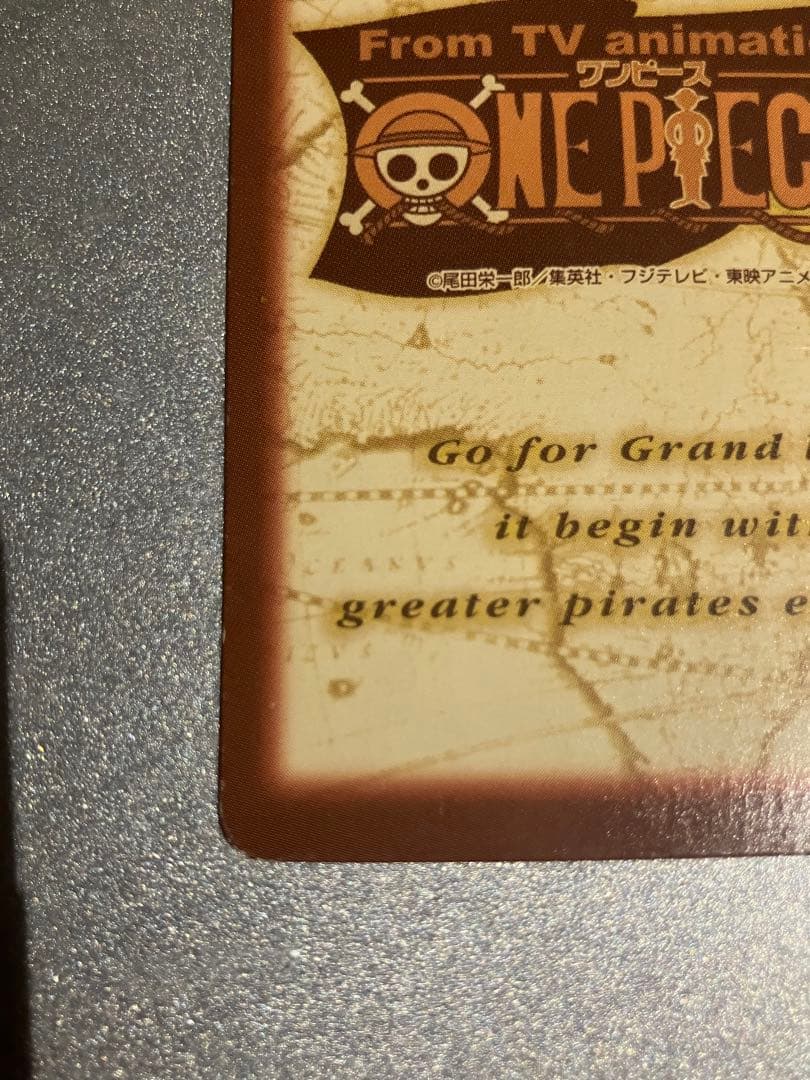 From TV animati
ワンピース
ONE PIEC
©尾田栄一郎／集英社・フジテレビ・東映アニメ
Go for Grand
it begin wit
greater pirates e
CEANVS